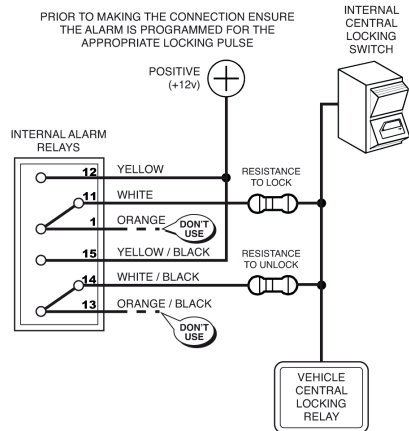 PRIOR TO MAKING THE CONNECTION ENSURE
THE ALARM IS PROGRAMMED FOR THE
APPROPRIATE LOCKING PULSE
INTERNAL
CENTRAL
LOCKING
SWITCH
POSITIVE
(+12v)
INTERNAL ALARM
RELAYS
12 YELLOW
11 WHITE
RESISTANCE
TO LOCK
1 ORANGE
DON'T
USE
15 YELLOW / BLACK
14 WHITE / BLACK
RESISTANCE
TO UNLOCK
13 ORANGE / BLACK
DON'T
USE
VEHICLE
CENTRAL
LOCKING
RELAY